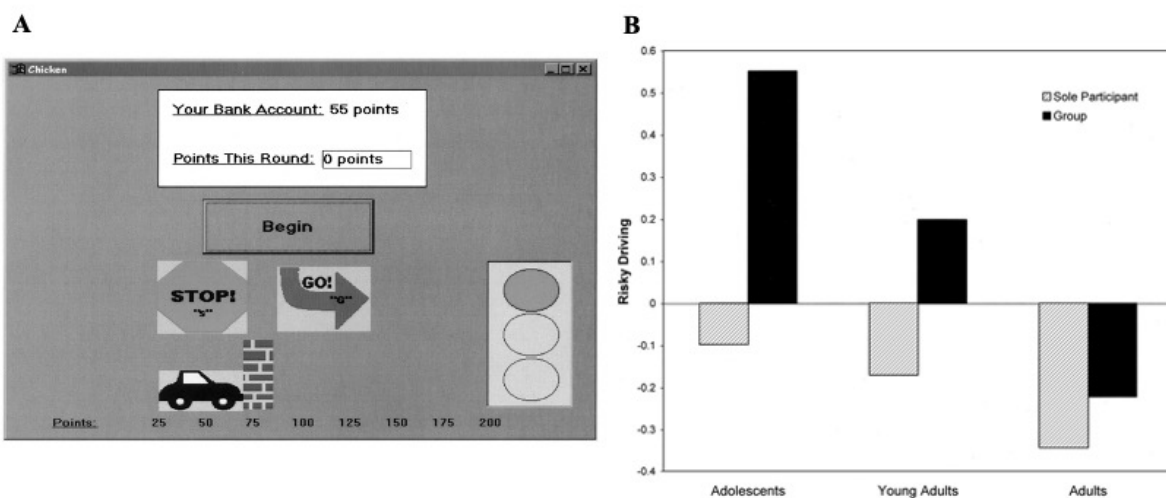 A
Chicken
Your Bank Account: 55 points
Points This Round: 0 points
Begin
STOP!
"s"
GO!
"G"
Points: 25 50 75 100 125 150 175 200
B
0.6
0.5
0.4
0.3
0.2
0.1
0
-0.1
-0.2
-0.3
-0.4
Risky Driving
Sole Participant
Group
Adolescents Young Adults Adults